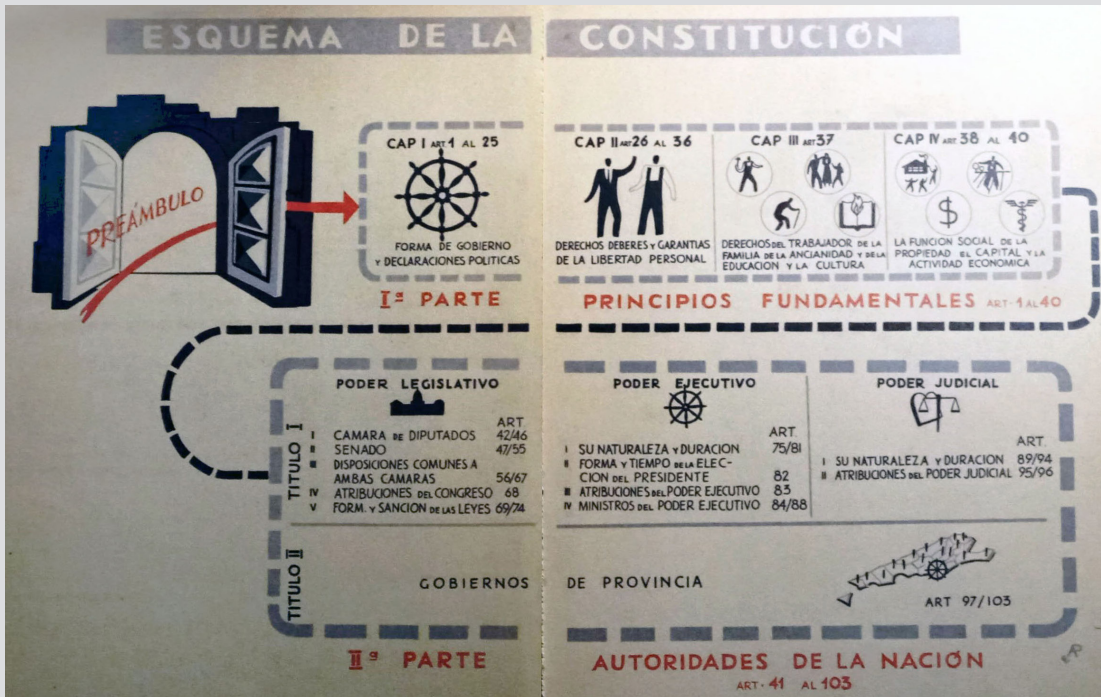 ESQUEMA DE LA CONSTITUCIÓN
PREÁMBULO
CAP I ART 1 AL 25
FORMA DE GOBIERNO
Y DECLARACIONES POLITICAS
CAP II ART 26 AL 36
DERECHOS DEBERES Y GARANTIAS
DE LA LIBERTAD PERSONAL
CAP III ART 37
DERECHOS DEL TRABAJADOR DE LA
FAMILIA DE LA ANCIANIDAD Y DE LA
EDUCACION Y LA CULTURA
CAP IV ART 38 AL 40
$
LA FUNCION SOCIAL DE LA
PROPIEDAD EL CAPITAL Y LA
ACTIVIDAD ECONOMICA
Iª PARTE PRINCIPIOS FUNDAMENTALES ART. 1 AL 40
TITULO I
PODER LEGISLATIVO
ART
I CAMARA DE DIPUTADOS 42/46
II SENADO 47/55
III DISPOSICIONES COMUNES A
AMBAS CAMARAS 56/67
IV ATRIBUCIONES DEL CONGRESO 68
V FORM. Y SANCION DE LAS LEYES 69/74
PODER EJECUTIVO
ART.
I SU NATURALEZA Y DURACION 75/81
II FORMA Y TIEMPO DE LA ELEC-
CION DEL PRESIDENTE 82
III ATRIBUCIONES DEL PODER EJECUTIVO 83
IV MINISTROS DEL PODER EJECUTIVO 84/88
PODER JUDICIAL
ART.
I SU NATURALEZA Y DURACION 89/94
II ATRIBUCIONES DEL PODER JUDICIAL 95/96
TITULO II
GOBIERNOS DE PROVINCIA
ART 97/103
IIª PARTE AUTORIDADES DE LA NACIÓN
ART. 41 AL 103